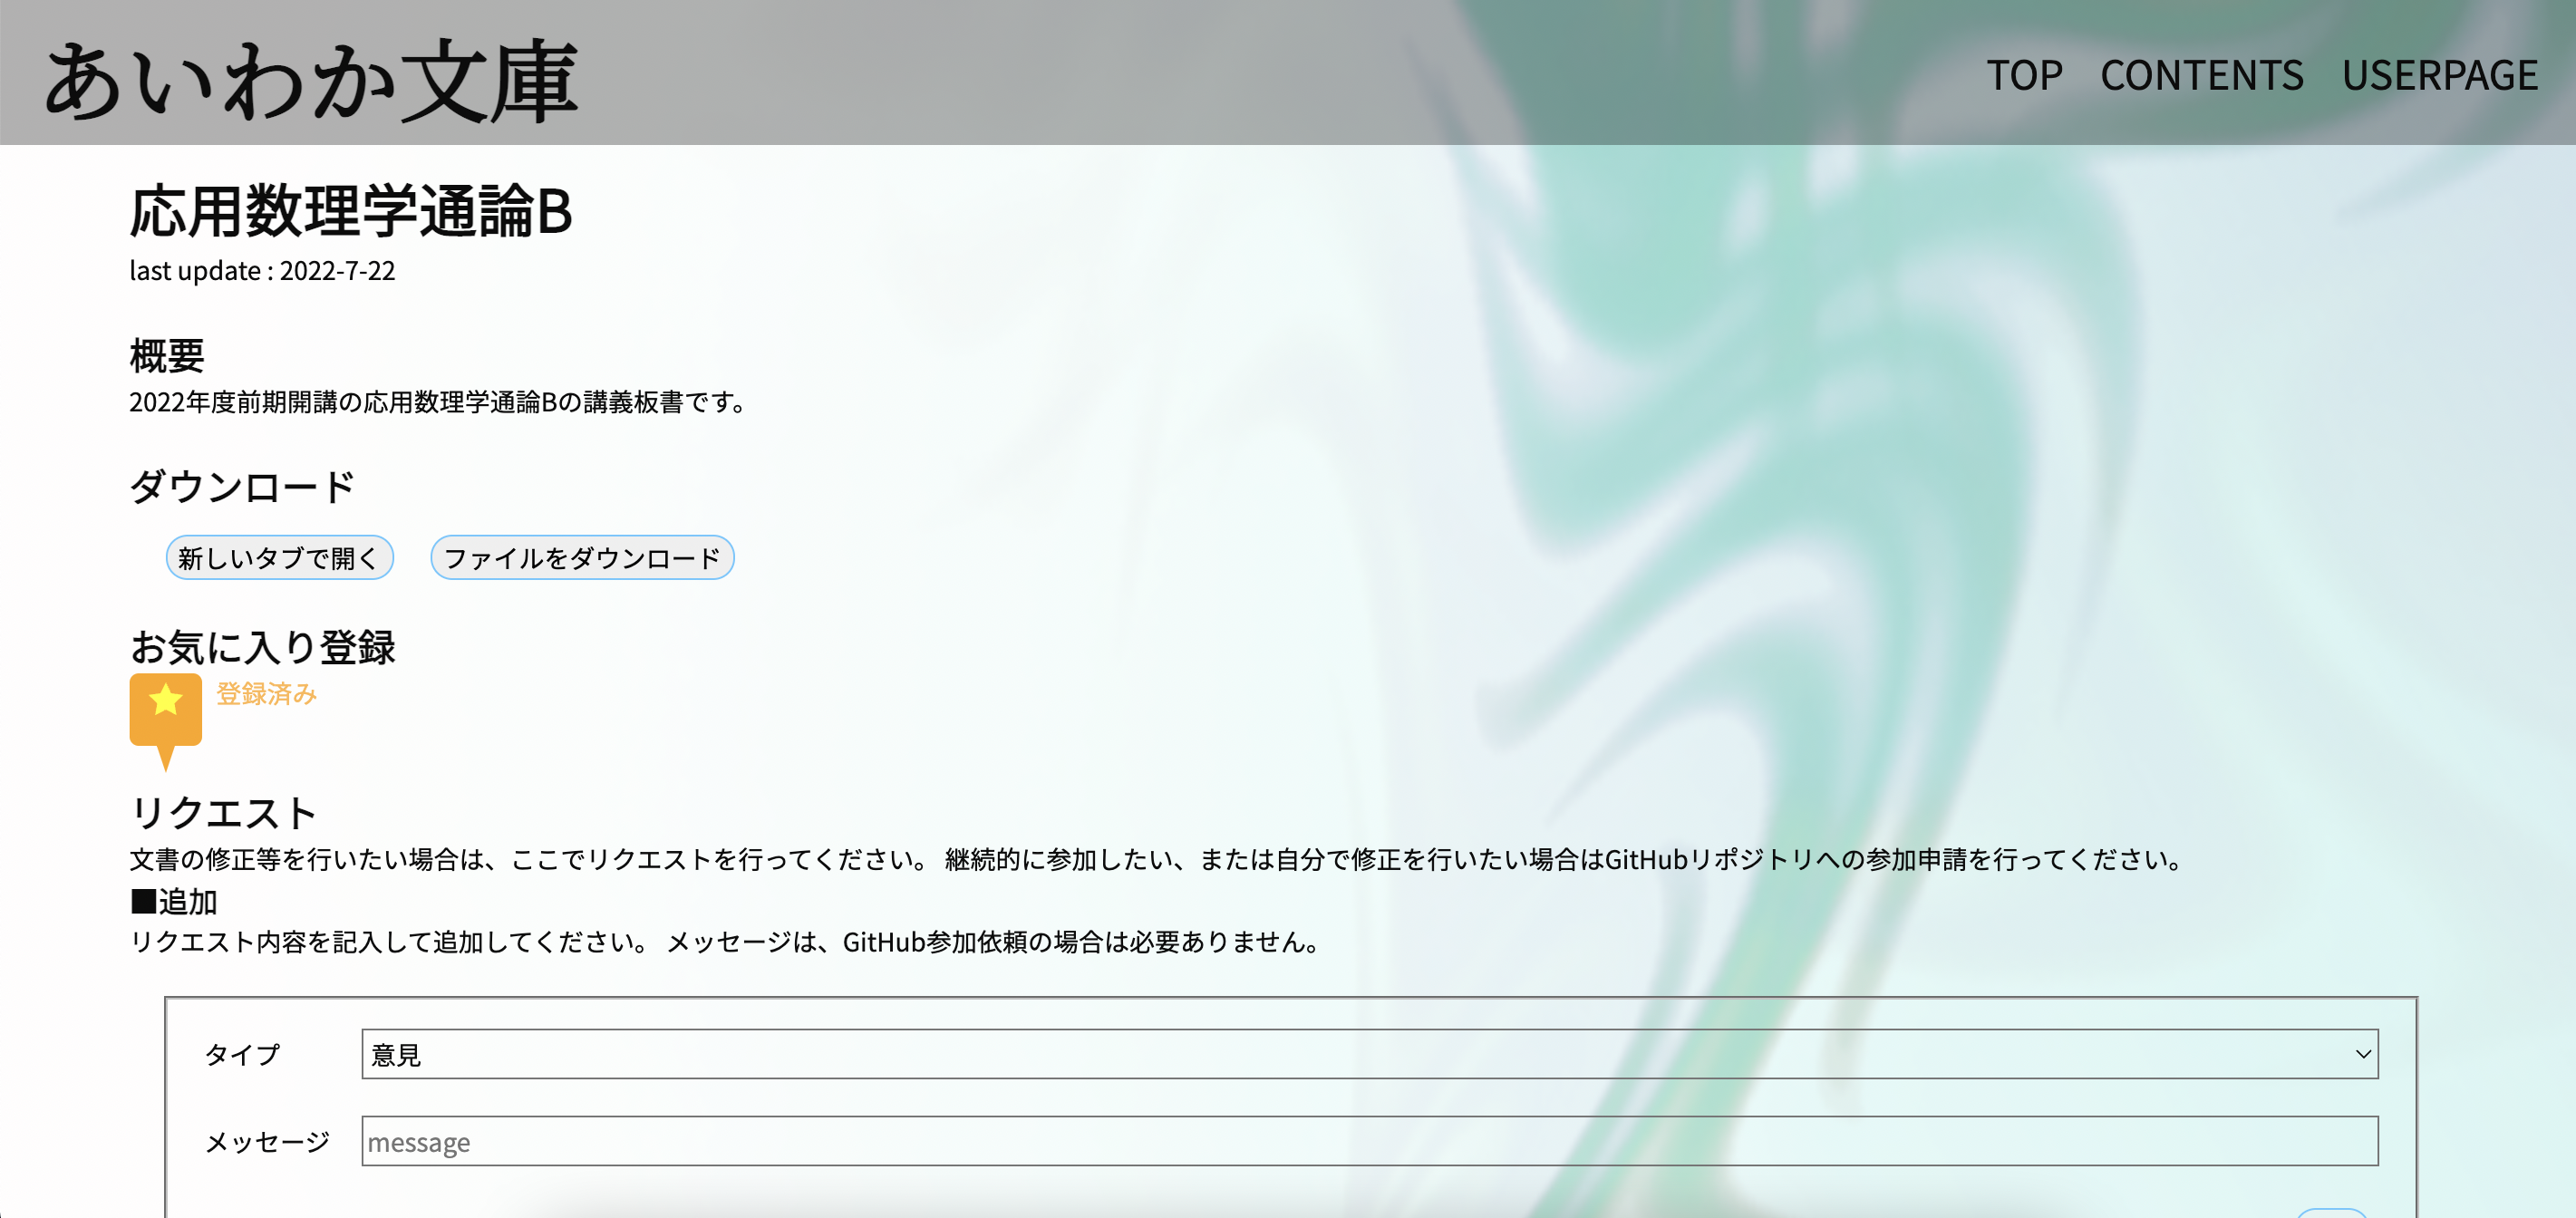 あいわか文庫
TOP CONTENTS USERPAGE
応用数理学通論B
last update : 2022-7-22
概要
2022年度前期開講の応用数理学通論Bの講義板書です。
ダウンロード
新しいタブで開く ファイルをダウンロード
お気に入り登録
登録済み
リクエスト
文書の修正等を行いたい場合は、ここでリクエストを行ってください。 継続的に参加したい、または自分で修正を行いたい場合はGitHubリポジトリへの参加申請を行ってください。
■追加
リクエスト内容を記入して追加してください。 メッセージは、GitHub参加依頼の場合は必要ありません。
タイプ 意見
メッセージ message